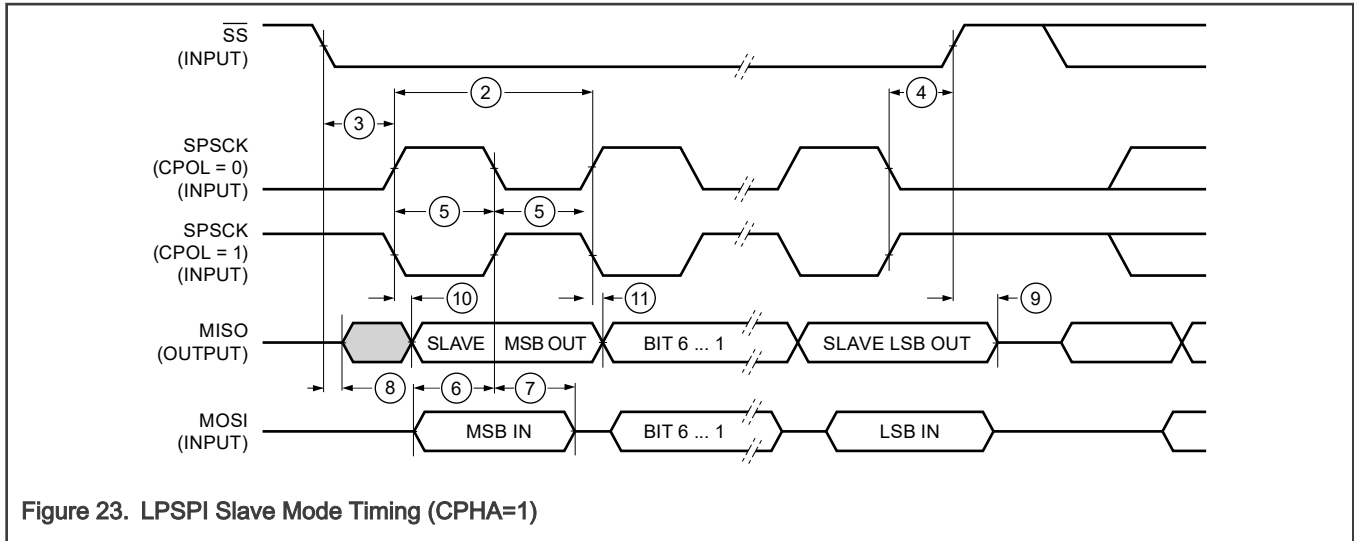 SS
(INPUT)
2
4
3
SPSCK
(CPOL = 0)
(INPUT)
5
5
SPSCK
(CPOL = 1)
(INPUT)
10
11
9
MISO
(OUTPUT)
SLAVE MSB OUT
BIT 6 ... 1
SLAVE LSB OUT
8
6
7
MOSI
(INPUT)
MSB IN
BIT 6 ... 1
LSB IN
Figure 23. LPSPI Slave Mode Timing (CPHA=1)